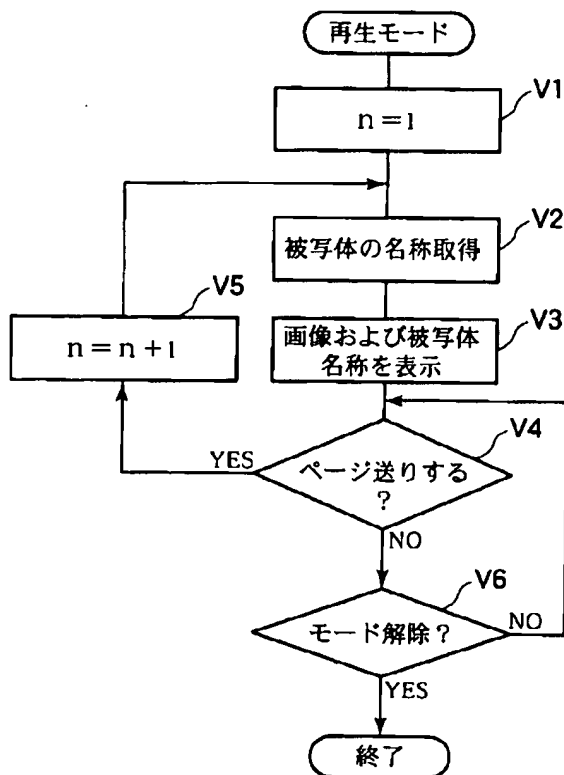 再生モード
V1
n=1
V2
被写体の名称取得
V5
V3
n=n+1
画像および被写体
名称を表示
V4
YES
ページ送りする
?
NO
V6
モード解除?
NO
YES
終了